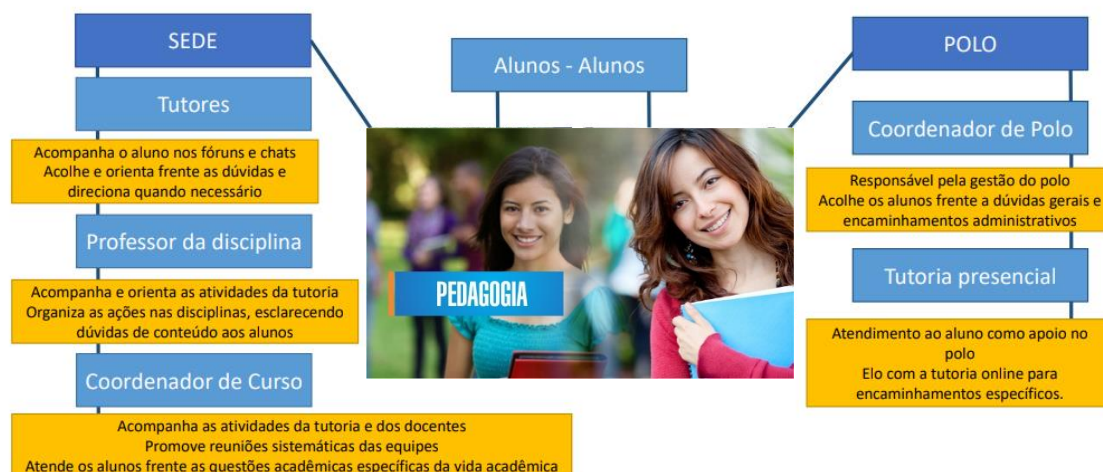 SEDE
Tutores
Acompanha o aluno nos fóruns e chats
Acolhe e orienta frente as dúvidas e
direciona quando necessário
Professor da disciplina
Acompanha e orienta as atividades da tutoria
Organiza as ações nas disciplinas, esclarecendo
dúvidas de conteúdo aos alunos
Coordenador de Curso
Acompanha as atividades da tutoria e dos docentes
Promove reuniões sistemáticas das equipes
Atende os alunos frente as questões acadêmicas específicas da vida acadêmica
Alunos - Alunos
PEDAGOGIA
POLO
Coordenador de Polo
Responsável pela gestão do polo
Acolhe os alunos frente a dúvidas gerais e
encaminhamentos administrativos
Tutoria presencial
Atendimento ao aluno como apoio no
polo
Elo com a tutoria online para
encaminhamentos específicos.